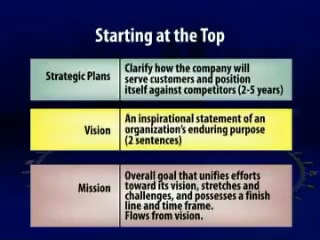 Starting at the Top
Strategic Plans
Clarify how the company will
serve customers and position
itself against competitors (2-5 years)
Vision
An inspirational statement of an
organization's enduring purpose
(2 sentences)
Mission
Overall goal that unifies efforts
toward its vision, stretches and
challenges, and possesses a finish
line and time frame.
Flows from vision.